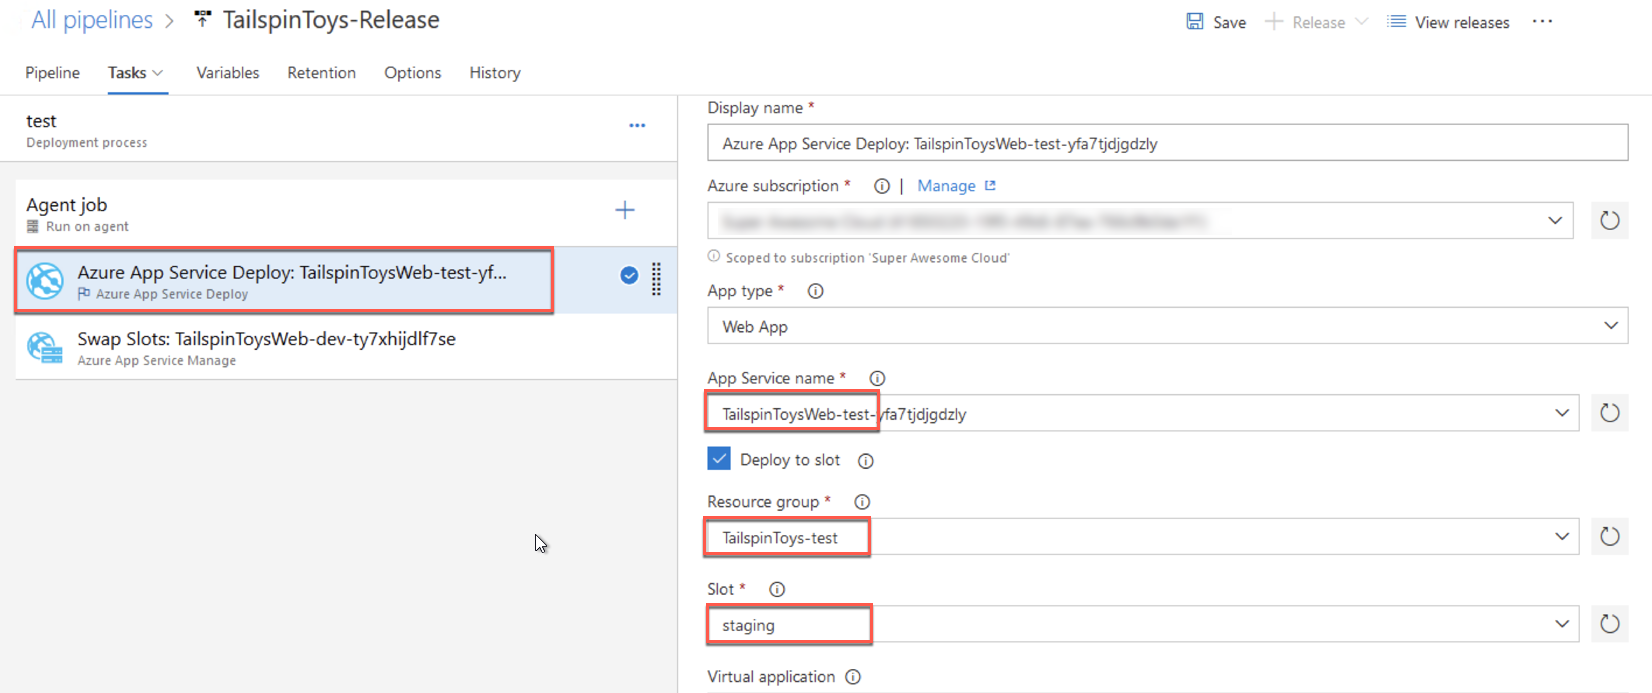 All pipelines > TailspinToys-Release
Save Release View releases ...
Pipeline Tasks Variables Retention Options History
test
Deployment process
Agent job
Run on agent
Azure App Service Deploy: TailspinToysWeb-test-yf...
Azure App Service Deploy
Swap Slots: TailspinToysWeb-dev-ty7xhijdlf7se
Azure App Service Manage
Display name *
Azure App Service Deploy: TailspinToysWeb-test-yfa7tjdjgdzly
Azure subscription * | Manage
Scoped to subscription 'Super Awesome Cloud'
App type *
Web App
App Service name *
TailspinToysWeb-test-yfa7tjdjgdzly
Deploy to slot
Resource group *
TailspinToys-test
Slot *
staging
Virtual application